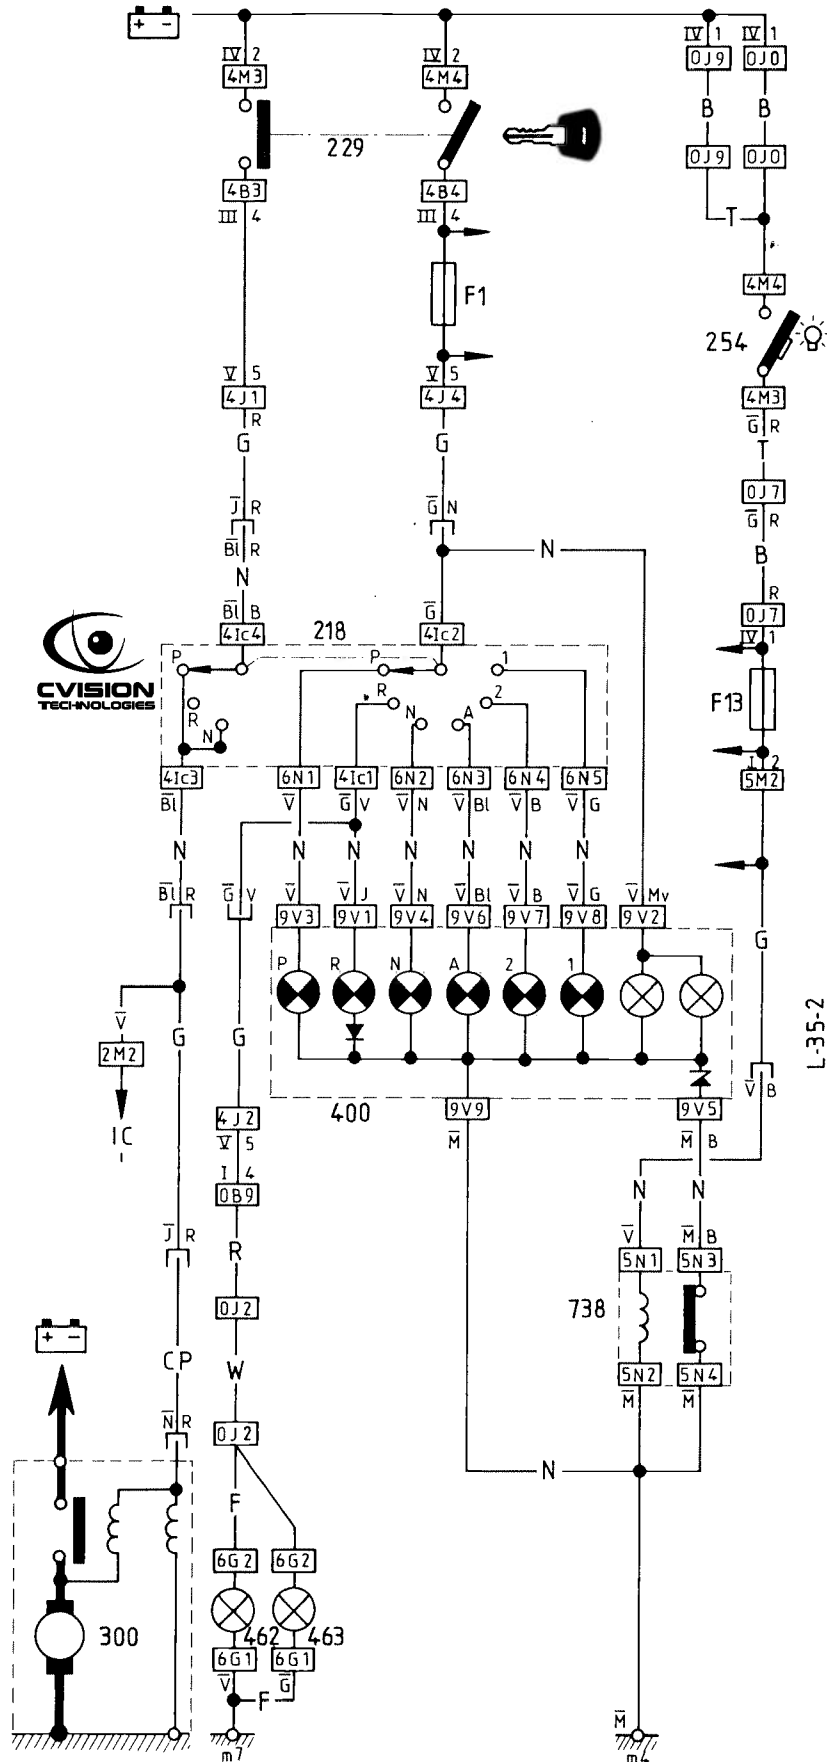 + -
IV 2 IV 2 IV 1 IV 1
4M3 4M4 0J9 0J0
B B
229
0J9 0J0
4B3 4B4
III 4 III 4
T
F1
4M4
254
V 5 V 5
4J1 4J4 4M3
R G R
G G T
0J7
J R G N G R
Bl R N B
N R
Bl B G 0J7
4Ic4 218 4Ic2 IV 1
P P 1
CVISION
TECHNOLOGIES
R R 2 F13
N N A
I 2
4Ic3 6N1 4Ic1 6N2 6N3 6N4 6N5 5M2
Bl V G V V N V Bl V B V G
N N N N N N N
Bl R G V V V J V N V Bl V B V G V Mv
9V3 9V1 9V4 9V6 9V7 9V8 9V2
G
P R N A 2 1
V G G
2M2
L-35-2
IC
400 9V9 9V5 V B
4J2
V 5 M M B
I 4
0B9 N N
J R R V M B
5N1 5N3
0J2 738
+ -
CP W 5N2 5N4
M M
N R 0J2
N
F
6G2 6G2
300 462 463
6G1 6G1
V G
F M
m7 m4